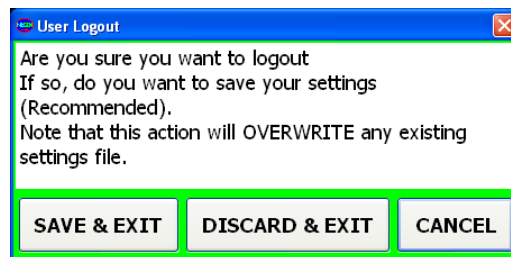 User Logout
Are you sure you want to logout
If so, do you want to save your settings
(Recommended).
Note that this action will OVERWRITE any existing
settings file.
SAVE & EXIT DISCARD & EXIT CANCEL